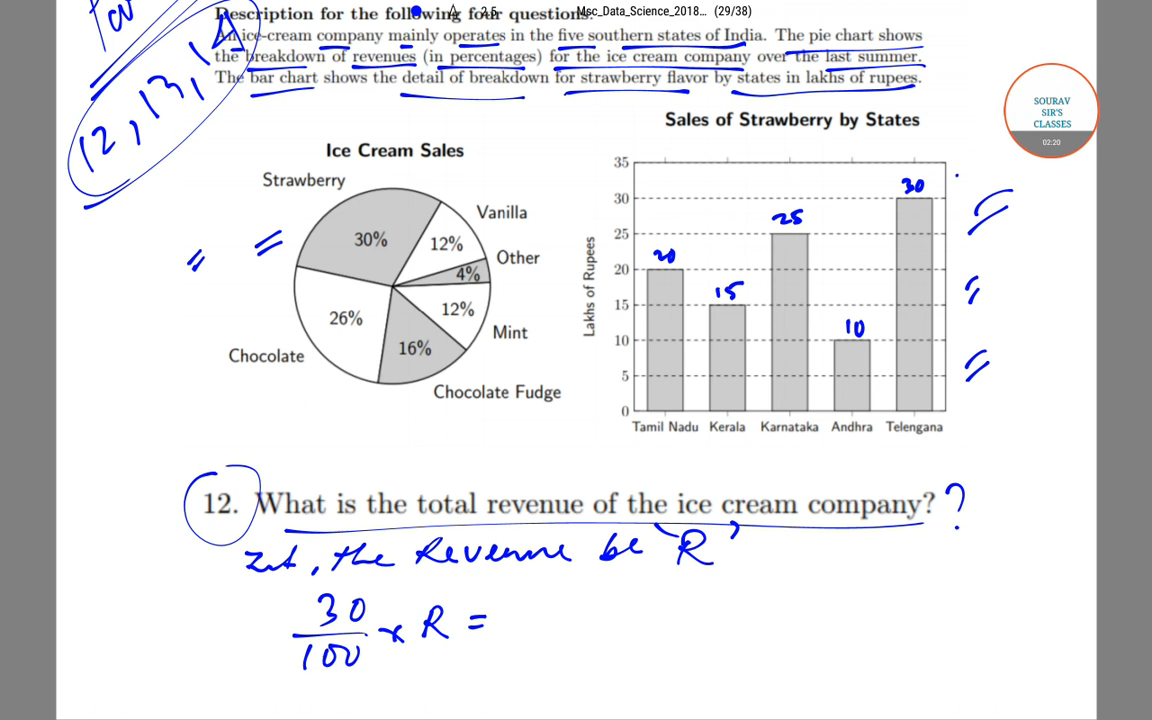 Msc_Data_Science_2018... (29/38)
Description for the following four questions:
An ice-cream company mainly operates in the five southern states of India. The pie chart shows
the breakdown of revenues (in percentages) for the ice cream company over the last summer.
The bar chart shows the detail of breakdown for strawberry flavor by states in lakhs of rupees.
12, 13, 14
SOURAV
SIR'S
CLASSES
02:20
Ice Cream Sales
Strawberry
Vanilla
Other
Mint
Chocolate Fudge
Chocolate
30%
12%
4%
12%
16%
26%
Sales of Strawberry by States
Lakhs of Rupees
35
30
25
20
15
10
5
0
20
15
25
10
30
Tamil Nadu Kerala Karnataka Andhra Telengana
12. What is the total revenue of the ice cream company? ?
Let, the Revenue be 'R'
30/100 × R =